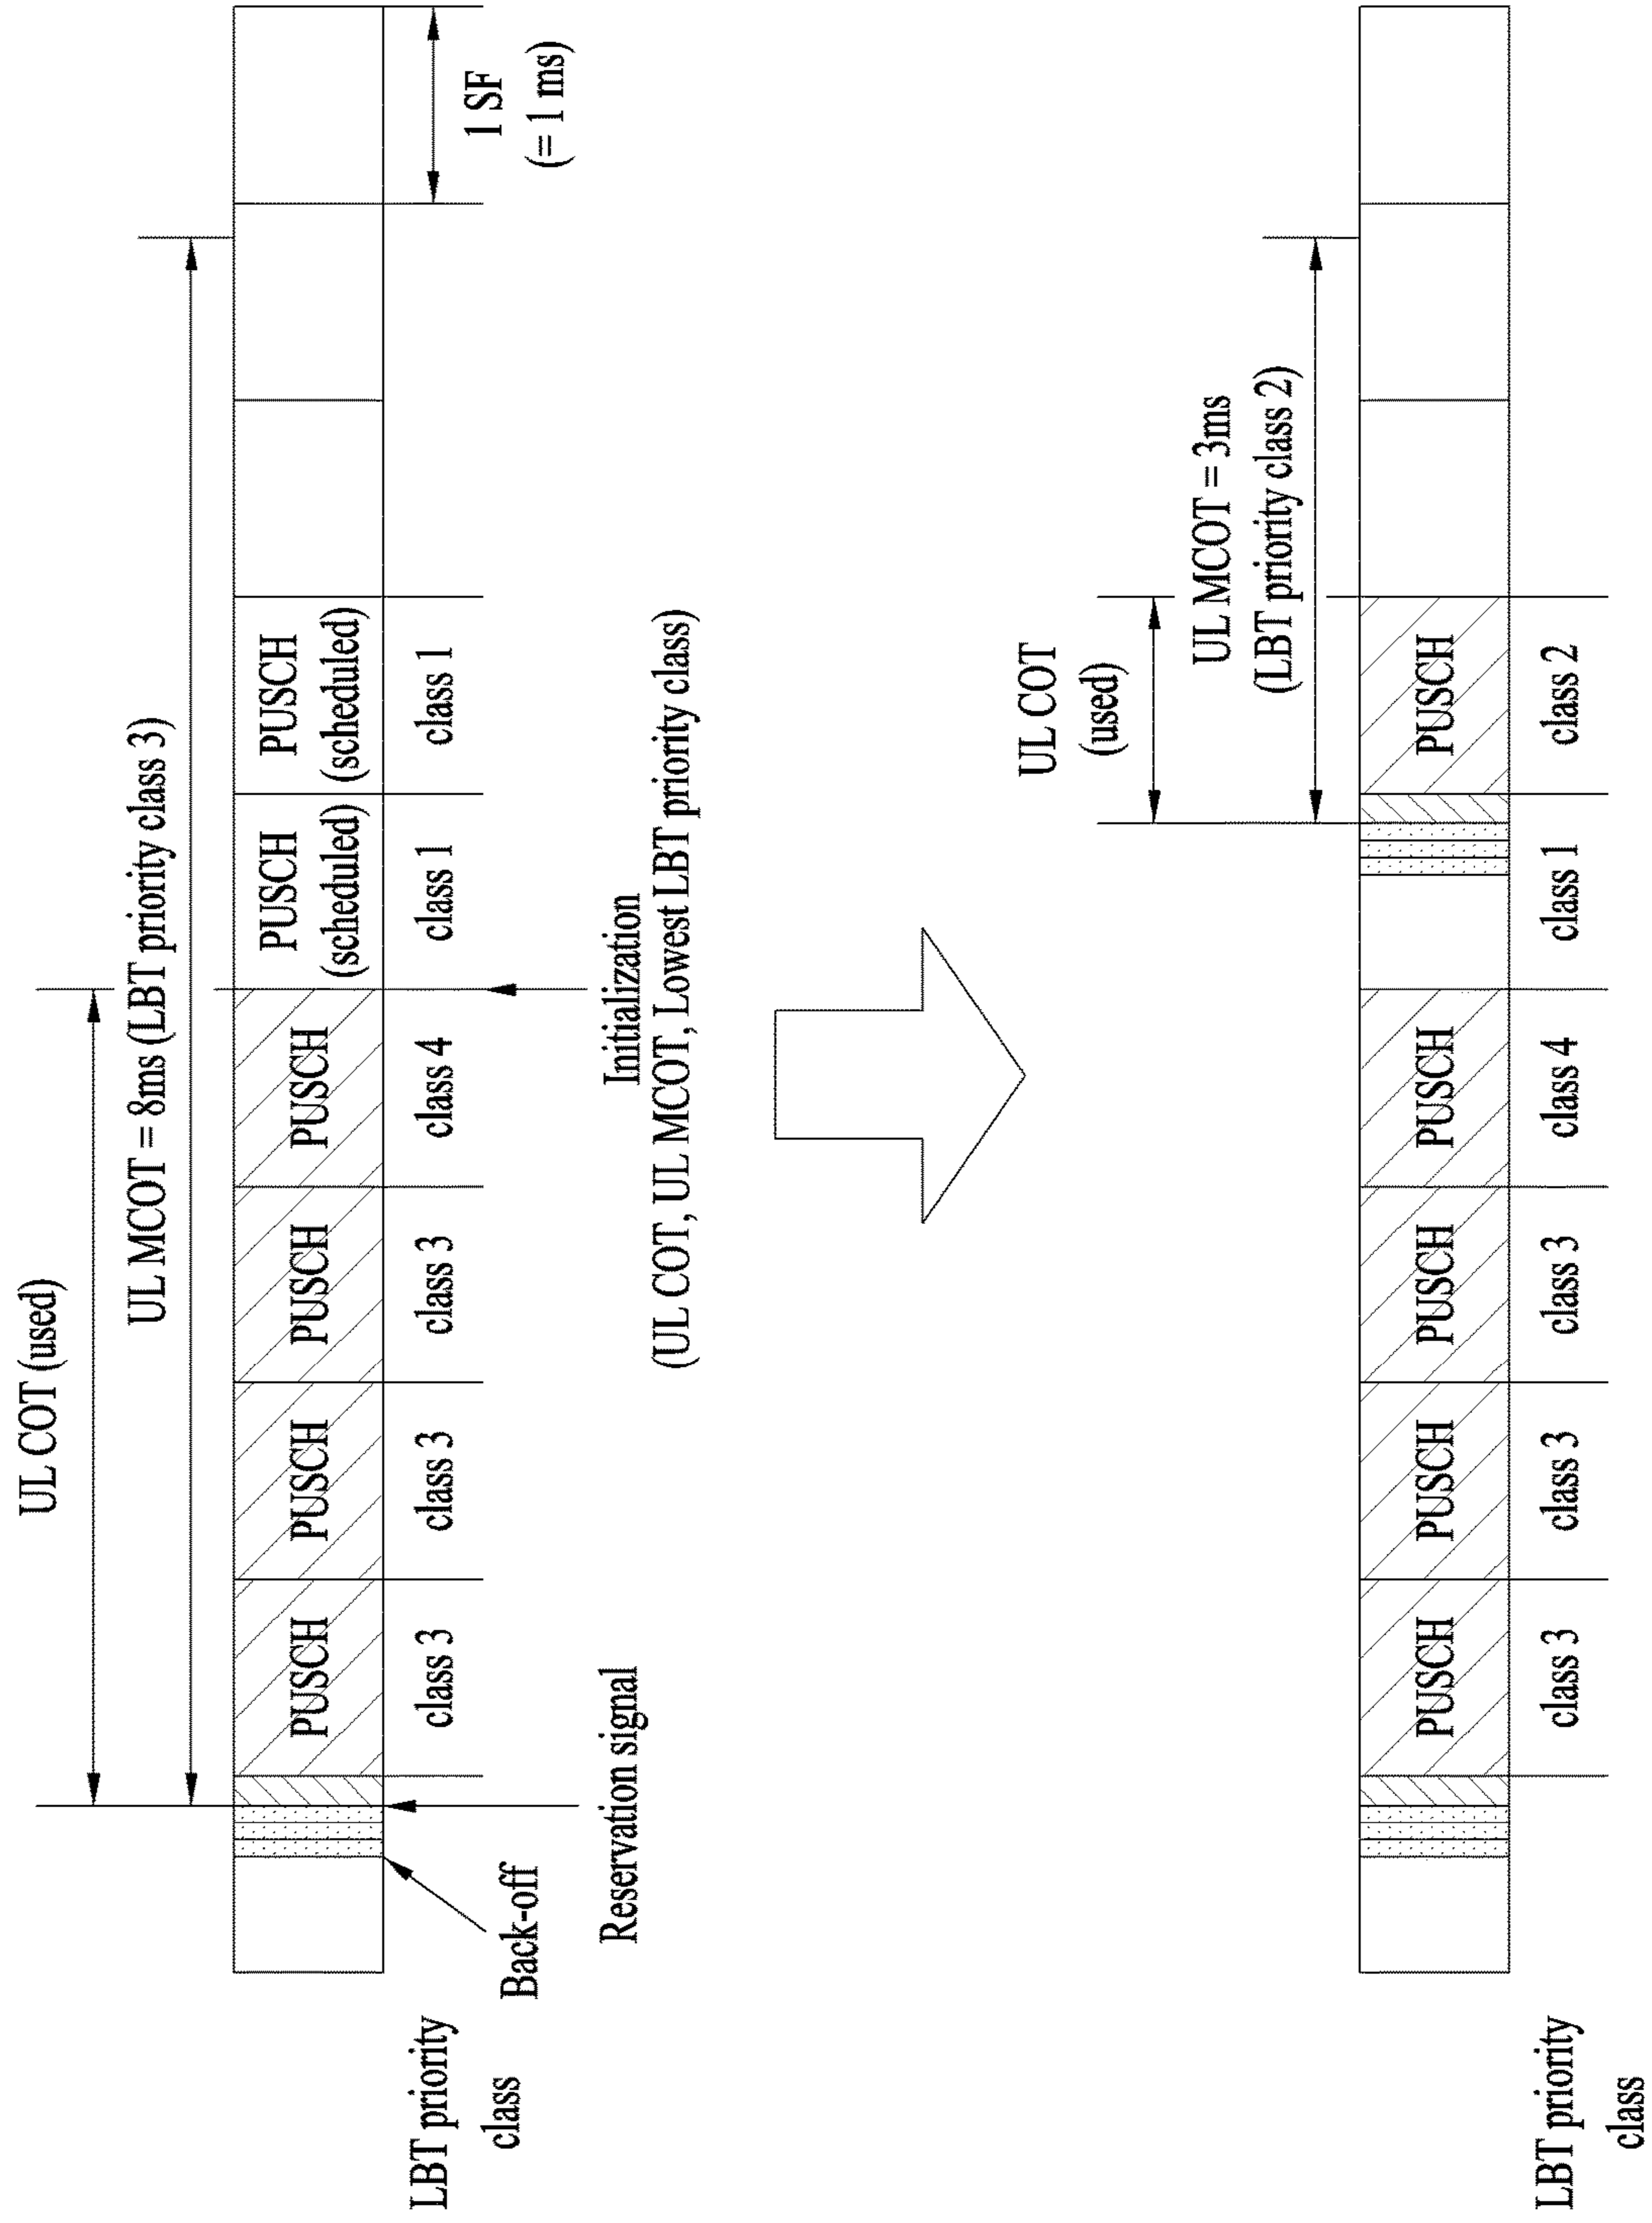 UL COT (used)
UL MCOT = 8ms (LBT priority class 3)
PUSCH
PUSCH
PUSCH
PUSCH
PUSCH
(scheduled)
PUSCH
(scheduled)
LBT priority
class
class 3
class 3
class 3
class 4
class 1
class 1
1 SF
(= 1 ms)
Back-off
Reservation signal
Initialization
(UL COT, UL MCOT, Lowest LBT priority class)
UL COT
(used)
UL MCOT = 3ms
(LBT priority class 2)
PUSCH
PUSCH
PUSCH
PUSCH
PUSCH
LBT priority
class
class 3
class 3
class 3
class 4
class 1
class 2